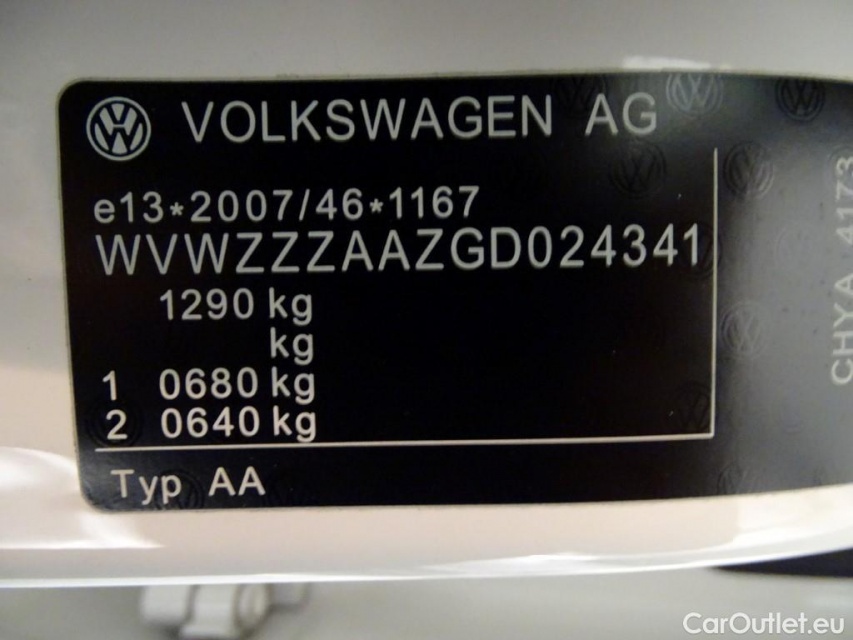 VOLKSWAGEN AG
e13*2007/46*1167
WVWZZZAAZGD024341
1290 kg
kg
1 0680 kg
2 0640 kg
Typ AA
CHYA 4173
CarOutlet.eu